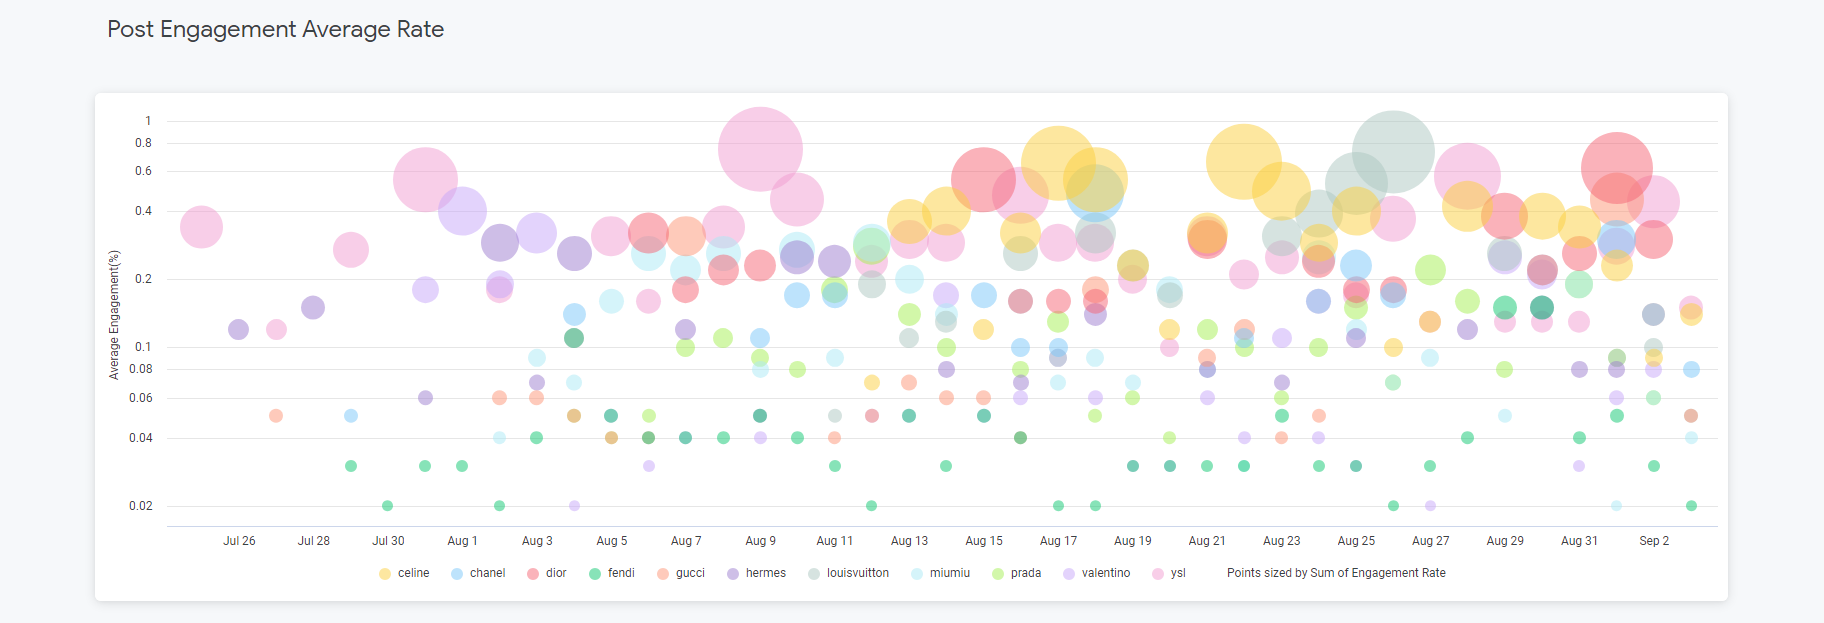 Post Engagement Average Rate
1
0.8
0.6
0.4
0.2
0.1
0.08
0.06
0.04
0.02
Average Engagement(%)
Jul 26 Jul 28 Jul 30 Aug 1 Aug 3 Aug 5 Aug 7 Aug 9 Aug 11 Aug 13 Aug 15 Aug 17 Aug 19 Aug 21 Aug 23 Aug 25 Aug 27 Aug 29 Aug 31 Sep 2
celine chanel dior fendi gucci hermes louisvuitton miumiu prada valentino ysl Points sized by Sum of Engagement Rate